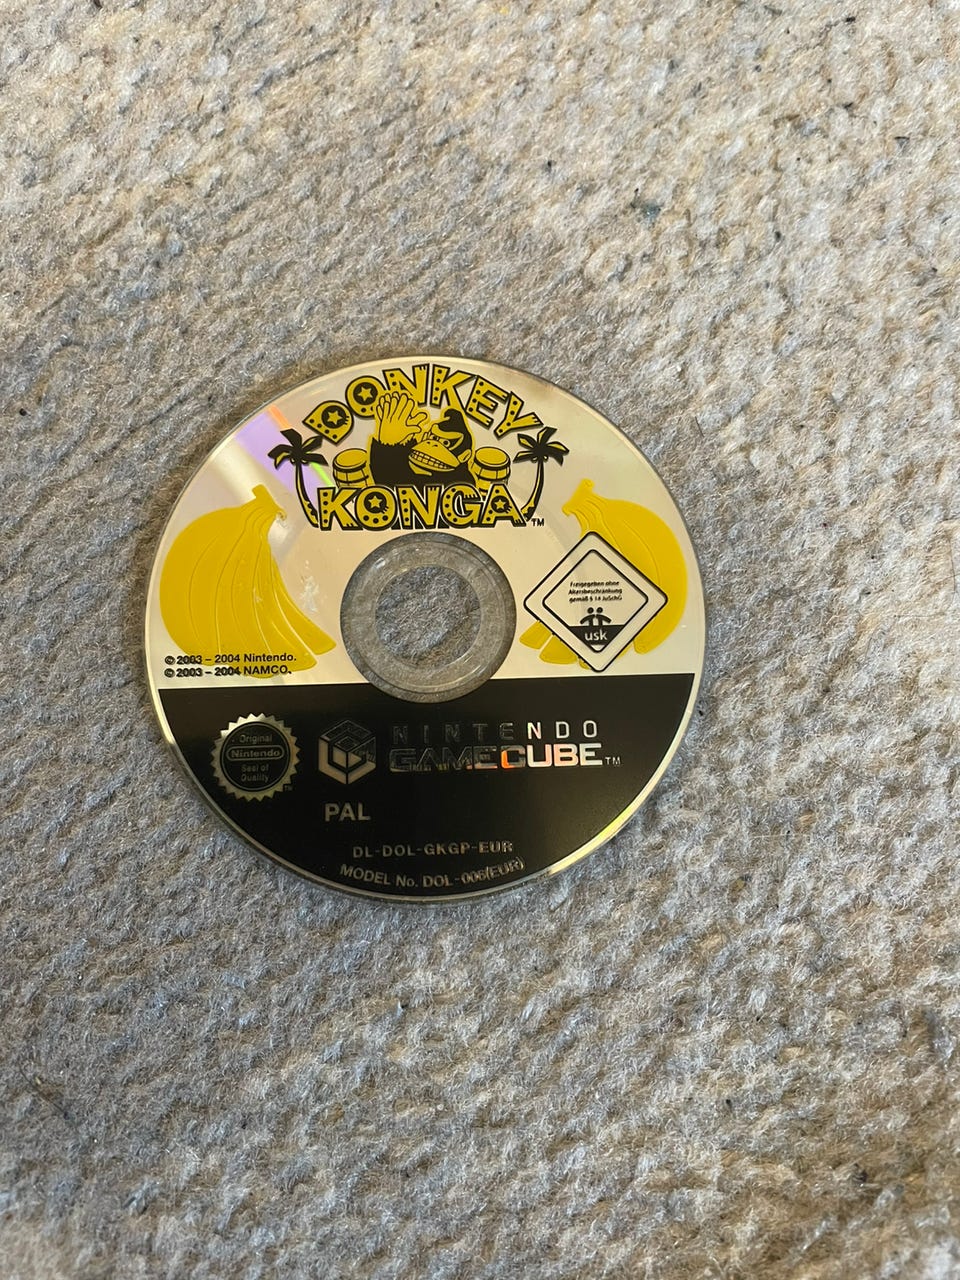 DONKEY
KONGA™
Freigegeben ohne
Altersbeschränkung
gemäß § 14 JuSchG
usk
© 2003 – 2004 Nintendo.
© 2003 – 2004 NAMCO.
Original
Nintendo
Seal of
Quality
™
NINTENDO
GAMECUBE™
PAL
DL-DOL-GKGP-EUR
MODEL No. DOL-006(EUR)